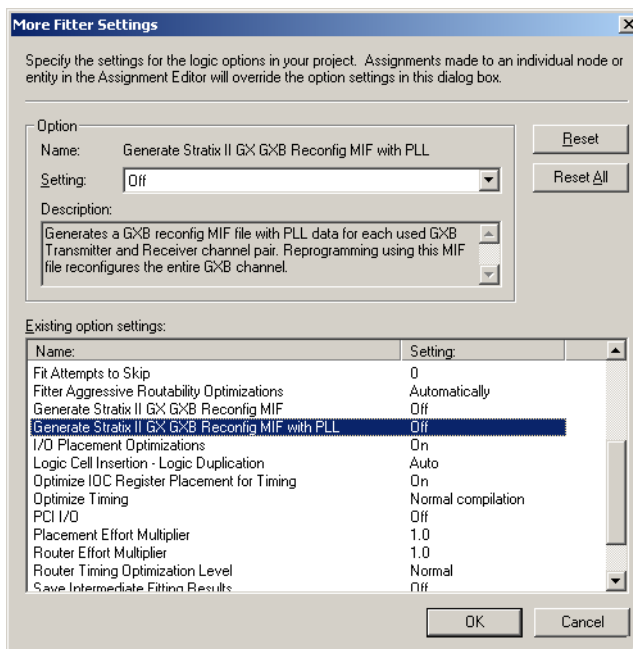 More Fitter Settings
Specify the settings for the logic options in your project. Assignments made to an individual node or
entity in the Assignment Editor will override the option settings in this dialog box.
Option
Name: Generate Stratix II GX GXB Reconfig MIF with PLL
Reset
Setting: Off
Reset All
Description:
Generates a GXB reconfig MIF file with PLL data for each used GXB
Transmitter and Receiver channel pair. Reprogramming using this MIF
file reconfigures the entire GXB channel.
Existing option settings:
Name: Setting:
Fit Attempts to Skip 0
Fitter Aggressive Routability Optimizations Automatically
Generate Stratix II GX GXB Reconfig MIF Off
Generate Stratix II GX GXB Reconfig MIF with PLL Off
I/O Placement Optimizations On
Logic Cell Insertion - Logic Duplication Auto
Optimize IOC Register Placement for Timing On
Optimize Timing Normal compilation
PCI I/O Off
Placement Effort Multiplier 1.0
Router Effort Multiplier 1.0
Router Timing Optimization Level Normal
Save Intermediate Fitting Results Off
OK Cancel